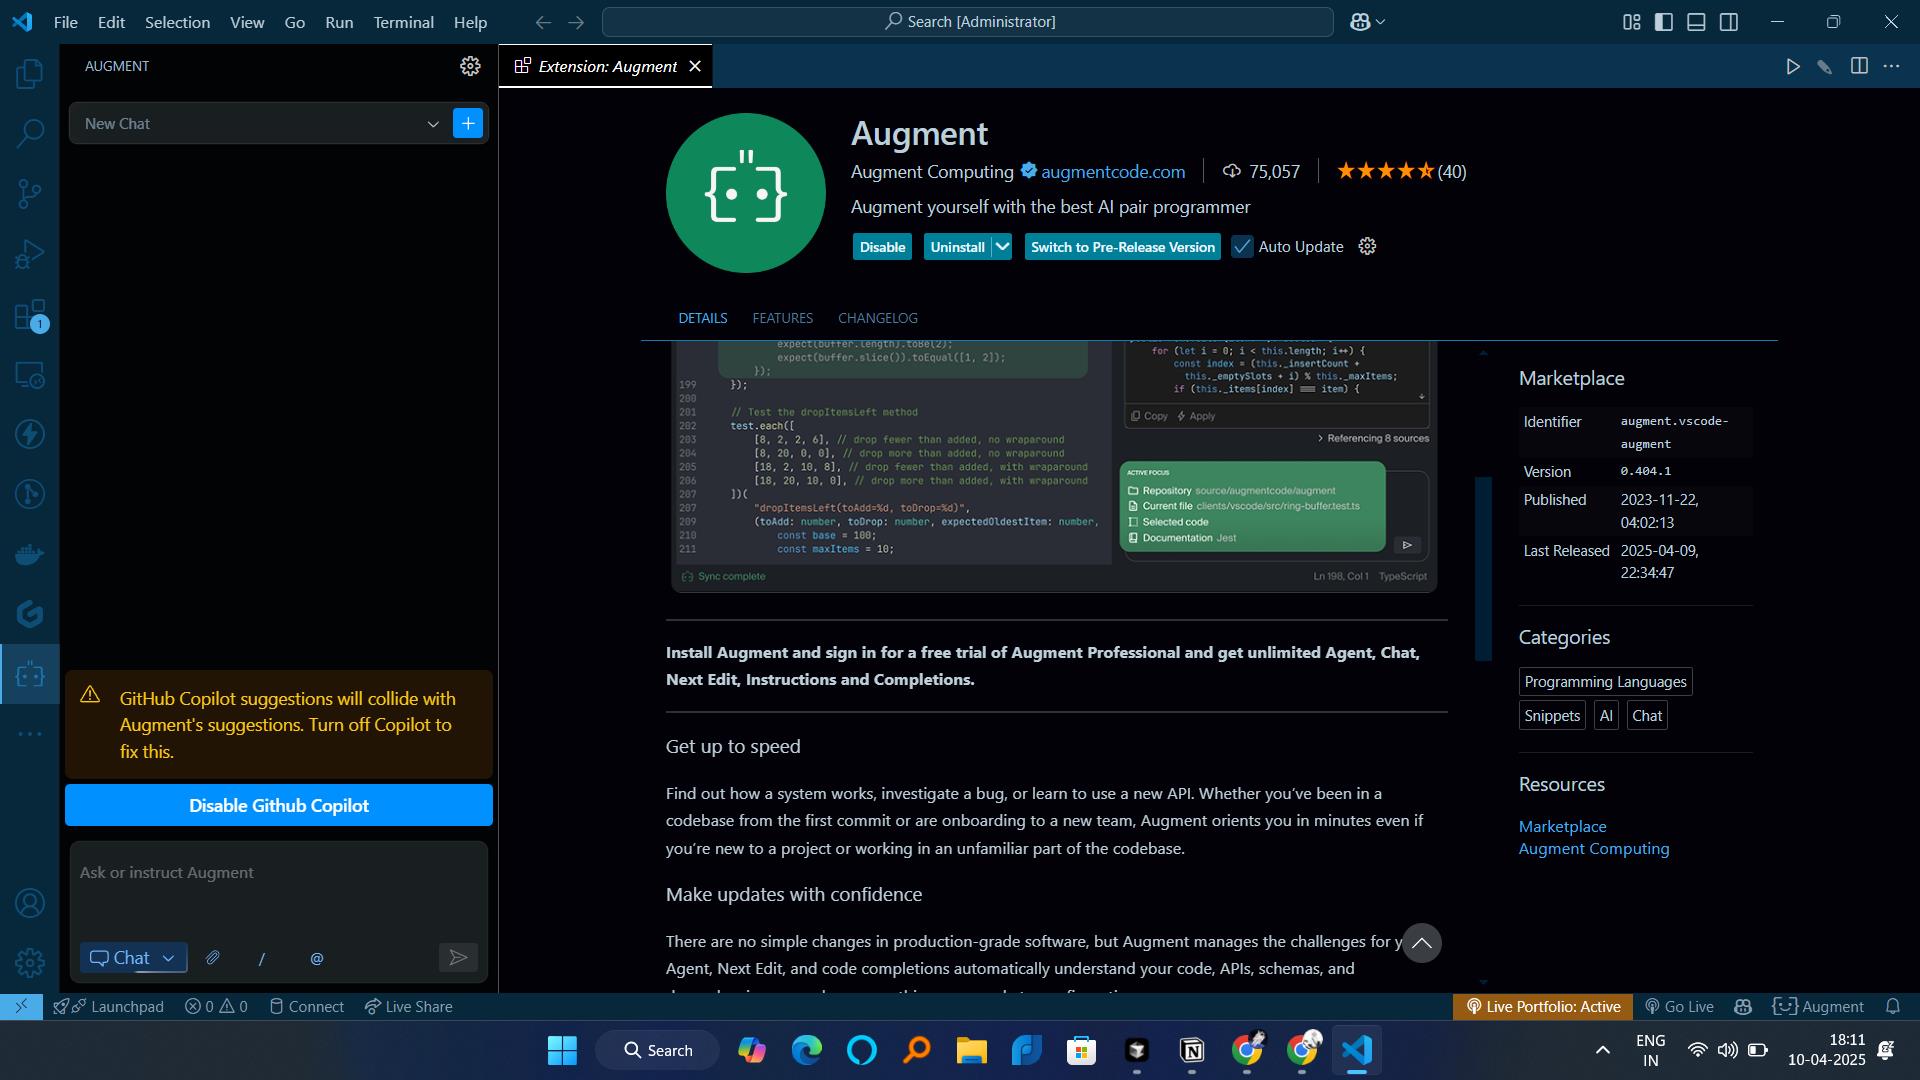 File Edit Selection View Go Run Terminal Help
Search [Administrator]
AUGMENT
New Chat
Extension: Augment
Augment
Augment Computing augmentcode.com 75,057 (40)
Augment yourself with the best AI pair programmer
Disable Uninstall Switch to Pre-Release Version Auto Update
DETAILS FEATURES CHANGELOG
expect(buffer.length).toBe(2);
expect(buffer.slice()).toEqual([1, 2]);
});
199 });
200
201 // Test the dropItemsLeft method
202 test.each([
203 [8, 2, 2, 6], // drop fewer than added, no wraparound
204 [8, 20, 0, 0], // drop more than added, no wraparound
205 [18, 2, 10, 8], // drop fewer than added, with wraparound
206 [18, 20, 10, 0], // drop more than added, with wraparound
207 ])(
207 "dropItemsLeft(toAdd=%d, toDrop=%d)",
209 (toAdd: number, toDrop: number, expectedOldestItem: number,
210 const base = 100;
211 const maxItems = 10;
Sync complete
for (let i = 0; i < this.length; i++) {
const index = (this._insertCount +
this._emptySlots + i) % this._maxItems;
if (this._items[index] === item) {
Copy Apply
Referencing 8 sources
ACTIVE FOCUS
Repository source/augmentcode/augment
Current file clients/vscode/src/ring-buffer.test.ts
Selected code
Documentation Jest
Ln 198, Col 1 TypeScript
Install Augment and sign in for a free trial of Augment Professional and get unlimited Agent, Chat,
Next Edit, Instructions and Completions.
Get up to speed
Find out how a system works, investigate a bug, or learn to use a new API. Whether you’ve been in a
codebase from the first commit or are onboarding to a new team, Augment orients you in minutes even if
you’re new to a project or working in an unfamiliar part of the codebase.
Make updates with confidence
There are no simple changes in production-grade software, but Augment manages the challenges for
Agent, Next Edit, and code completions automatically understand your code, APIs, schemas, and
Marketplace
Identifier augment.vscode-
augment
Version 0.404.1
Published 2023-11-22,
04:02:13
Last Released 2025-04-09,
22:34:47
Categories
Programming Languages
Snippets AI Chat
Resources
Marketplace
Augment Computing
1
GitHub Copilot suggestions will collide with
Augment's suggestions. Turn off Copilot to
fix this.
Disable Github Copilot
Ask or instruct Augment
Chat / @
Launchpad 0 0 Connect Live Share
Live Portfolio: Active Go Live Augment
Search
ENG
IN
18:11
10-04-2025